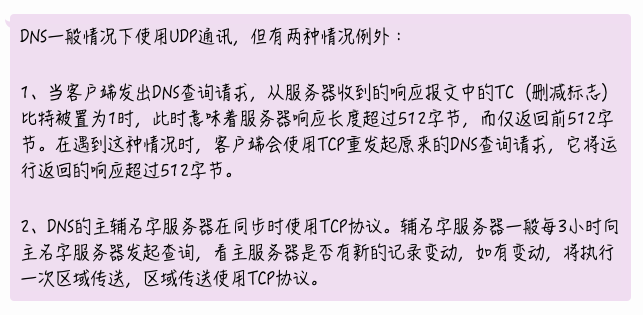 DNS一般情况下使用UDP通讯，但有两种情况例外：
1、当客户端发出DNS查询请求，从服务器收到的响应报文中的TC（删减标志）
比特被置为1时，此时意味着服务器响应长度超过512字节，而仅返回前512字
节。在遇到这种情况时，客户端会使用TCP重发起原来的DNS查询请求，它将运
行返回的响应超过512字节。
2、DNS的主辅名字服务器在同步时使用TCP协议。辅名字服务器一般每3小时向
主名字服务器发起查询，看主服务器是否有新的记录变动，如有变动，将执行
一次区域传送，区域传送使用TCP协议。